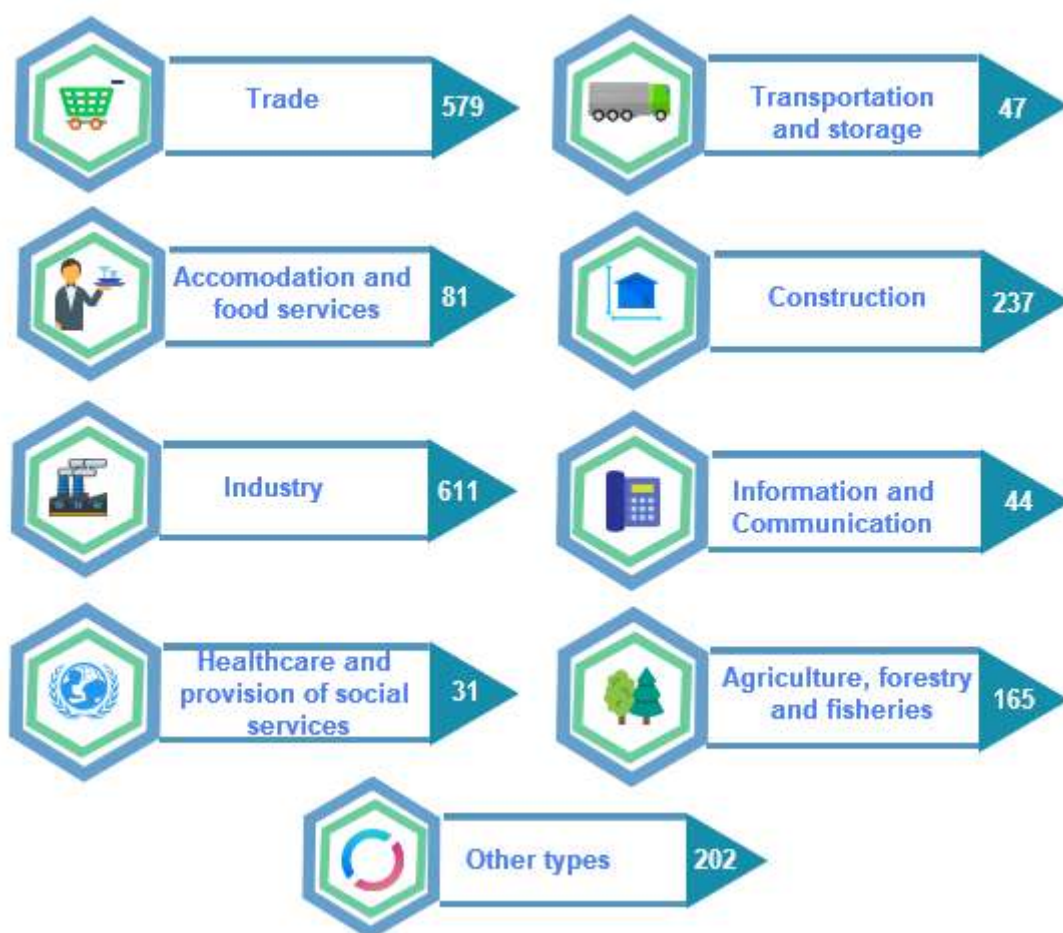 Trade
579
Transportation
and storage
47
Accomodation and
food services
81
Construction
237
Industry
611
Information and
Communication
44
Healthcare and
provision of social
services
31
Agriculture, forestry
and fisheries
165
Other types
202